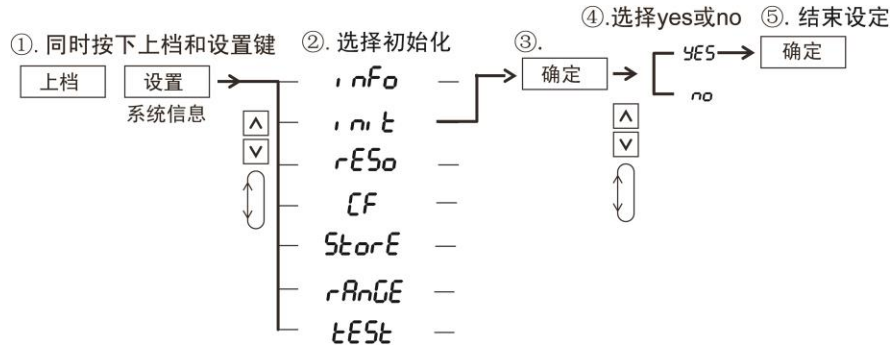 ④.选择yes或no ⑤. 结束设定
①. 同时按下上档和设置键 ②. 选择初始化 ③.
上档 设置 确定 YES 确定
系统信息
no
inFo
init
rESo
CF
StorE
rAnGE
tESt